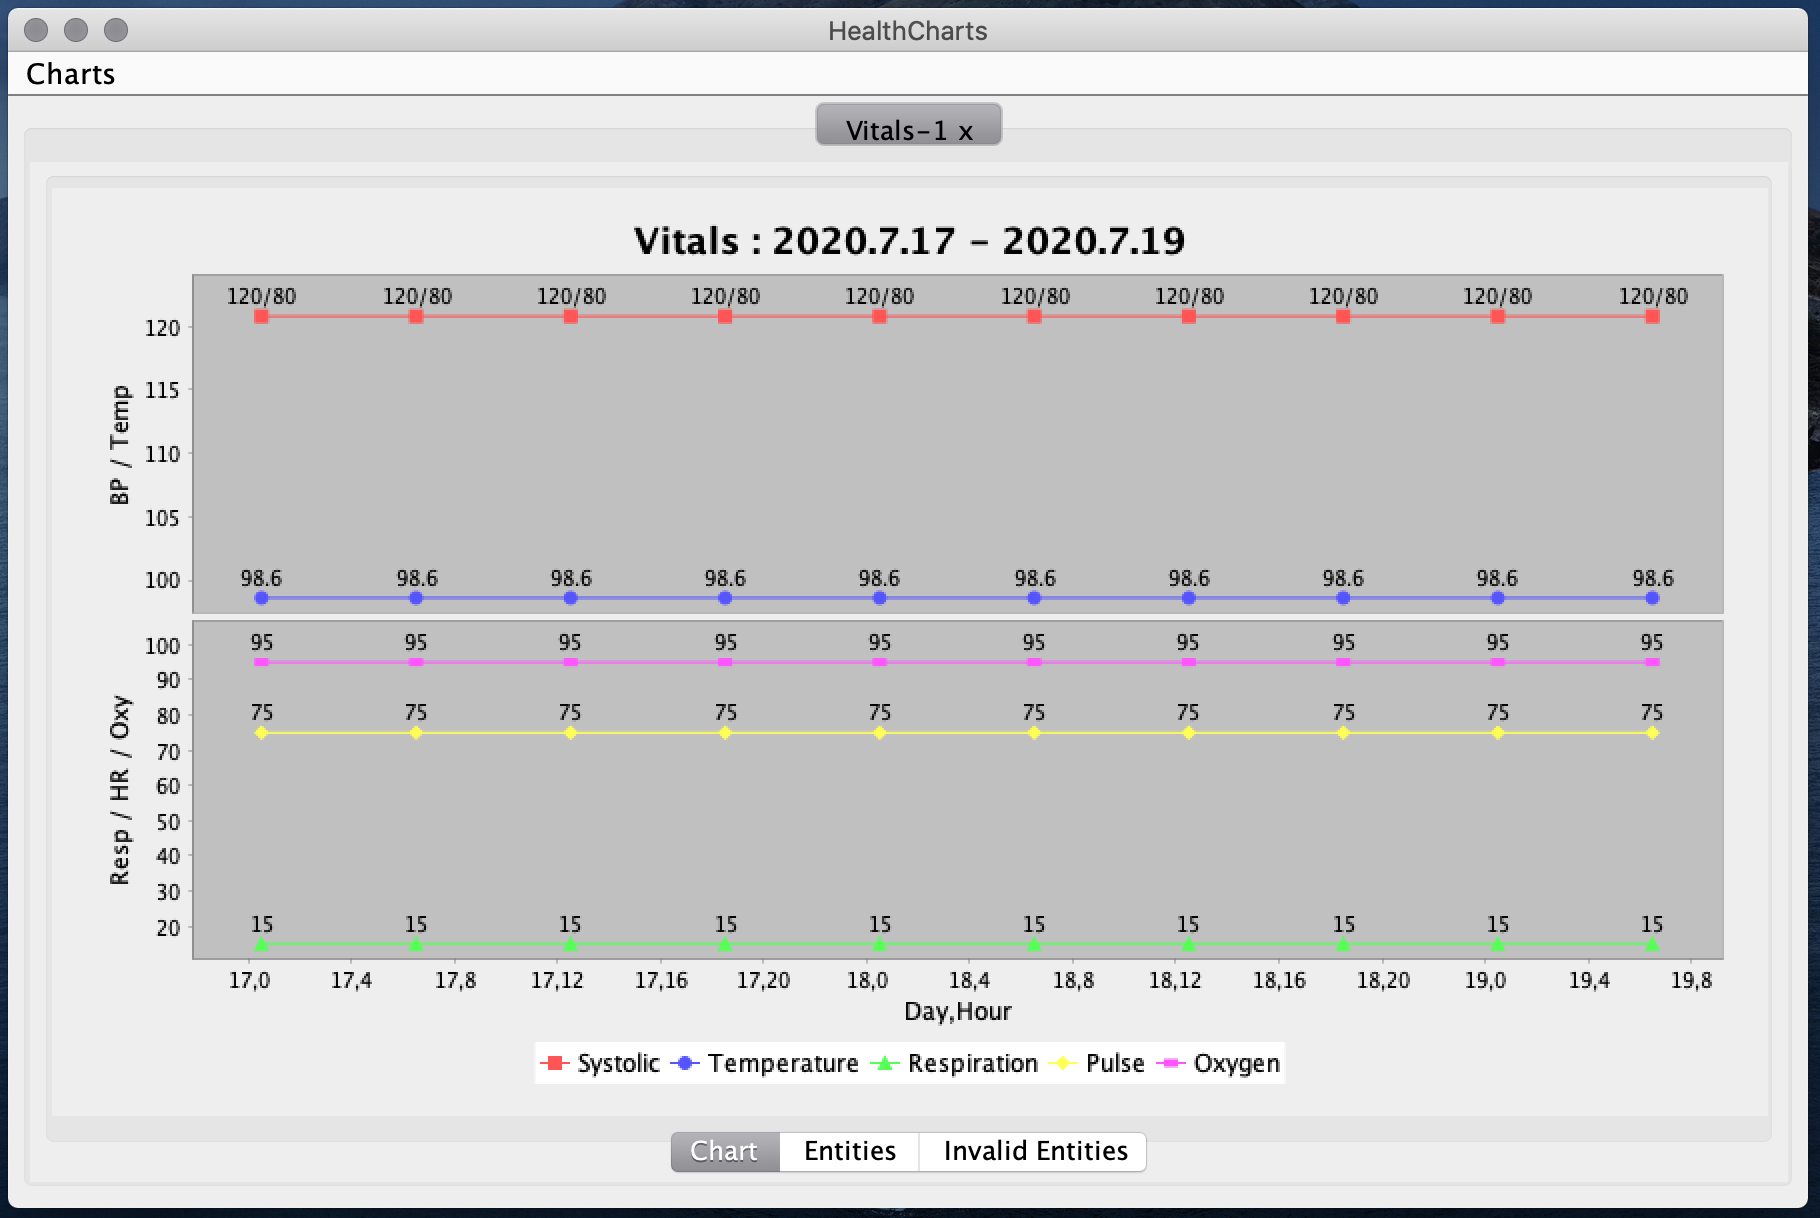 HealthCharts
Charts
Vitals-1 x
Vitals : 2020.7.17 - 2020.7.19
120/80 120/80 120/80 120/80 120/80 120/80 120/80 120/80 120/80 120/80
120
115
110
105
100
BP / Temp
98.6 98.6 98.6 98.6 98.6 98.6 98.6 98.6 98.6 98.6
95 95 95 95 95 95 95 95 95 95
100
90
80
70
60
50
40
30
20
Resp / HR / Oxy
75 75 75 75 75 75 75 75 75 75
15 15 15 15 15 15 15 15 15 15
17,0 17,4 17,8 17,12 17,16 17,20 18,0 18,4 18,8 18,12 18,16 18,20 19,0 19,4 19,8
Day,Hour
Systolic Temperature Respiration Pulse Oxygen
Chart Entities Invalid Entities